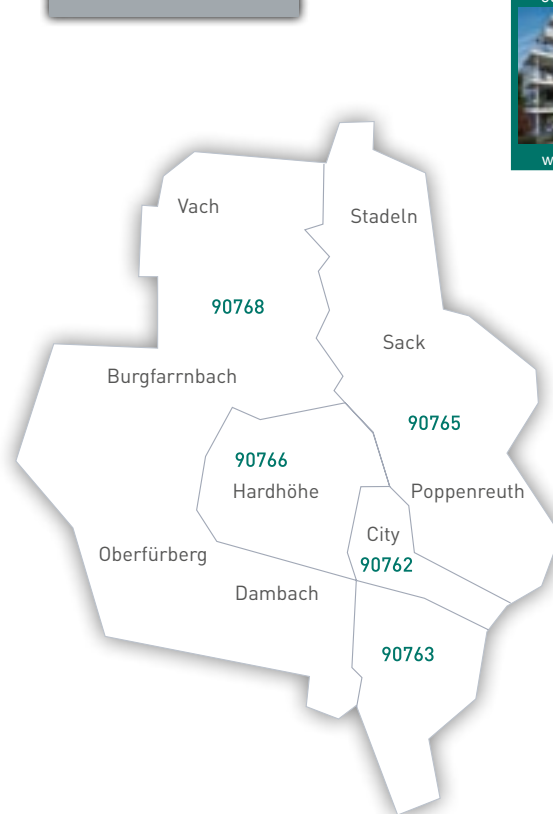 Vach
Stadeln
90768
Sack
Burgfarrnbach
90765
90766
Hardhöhe
Poppenreuth
City
Oberfürberg
90762
Dambach
90763